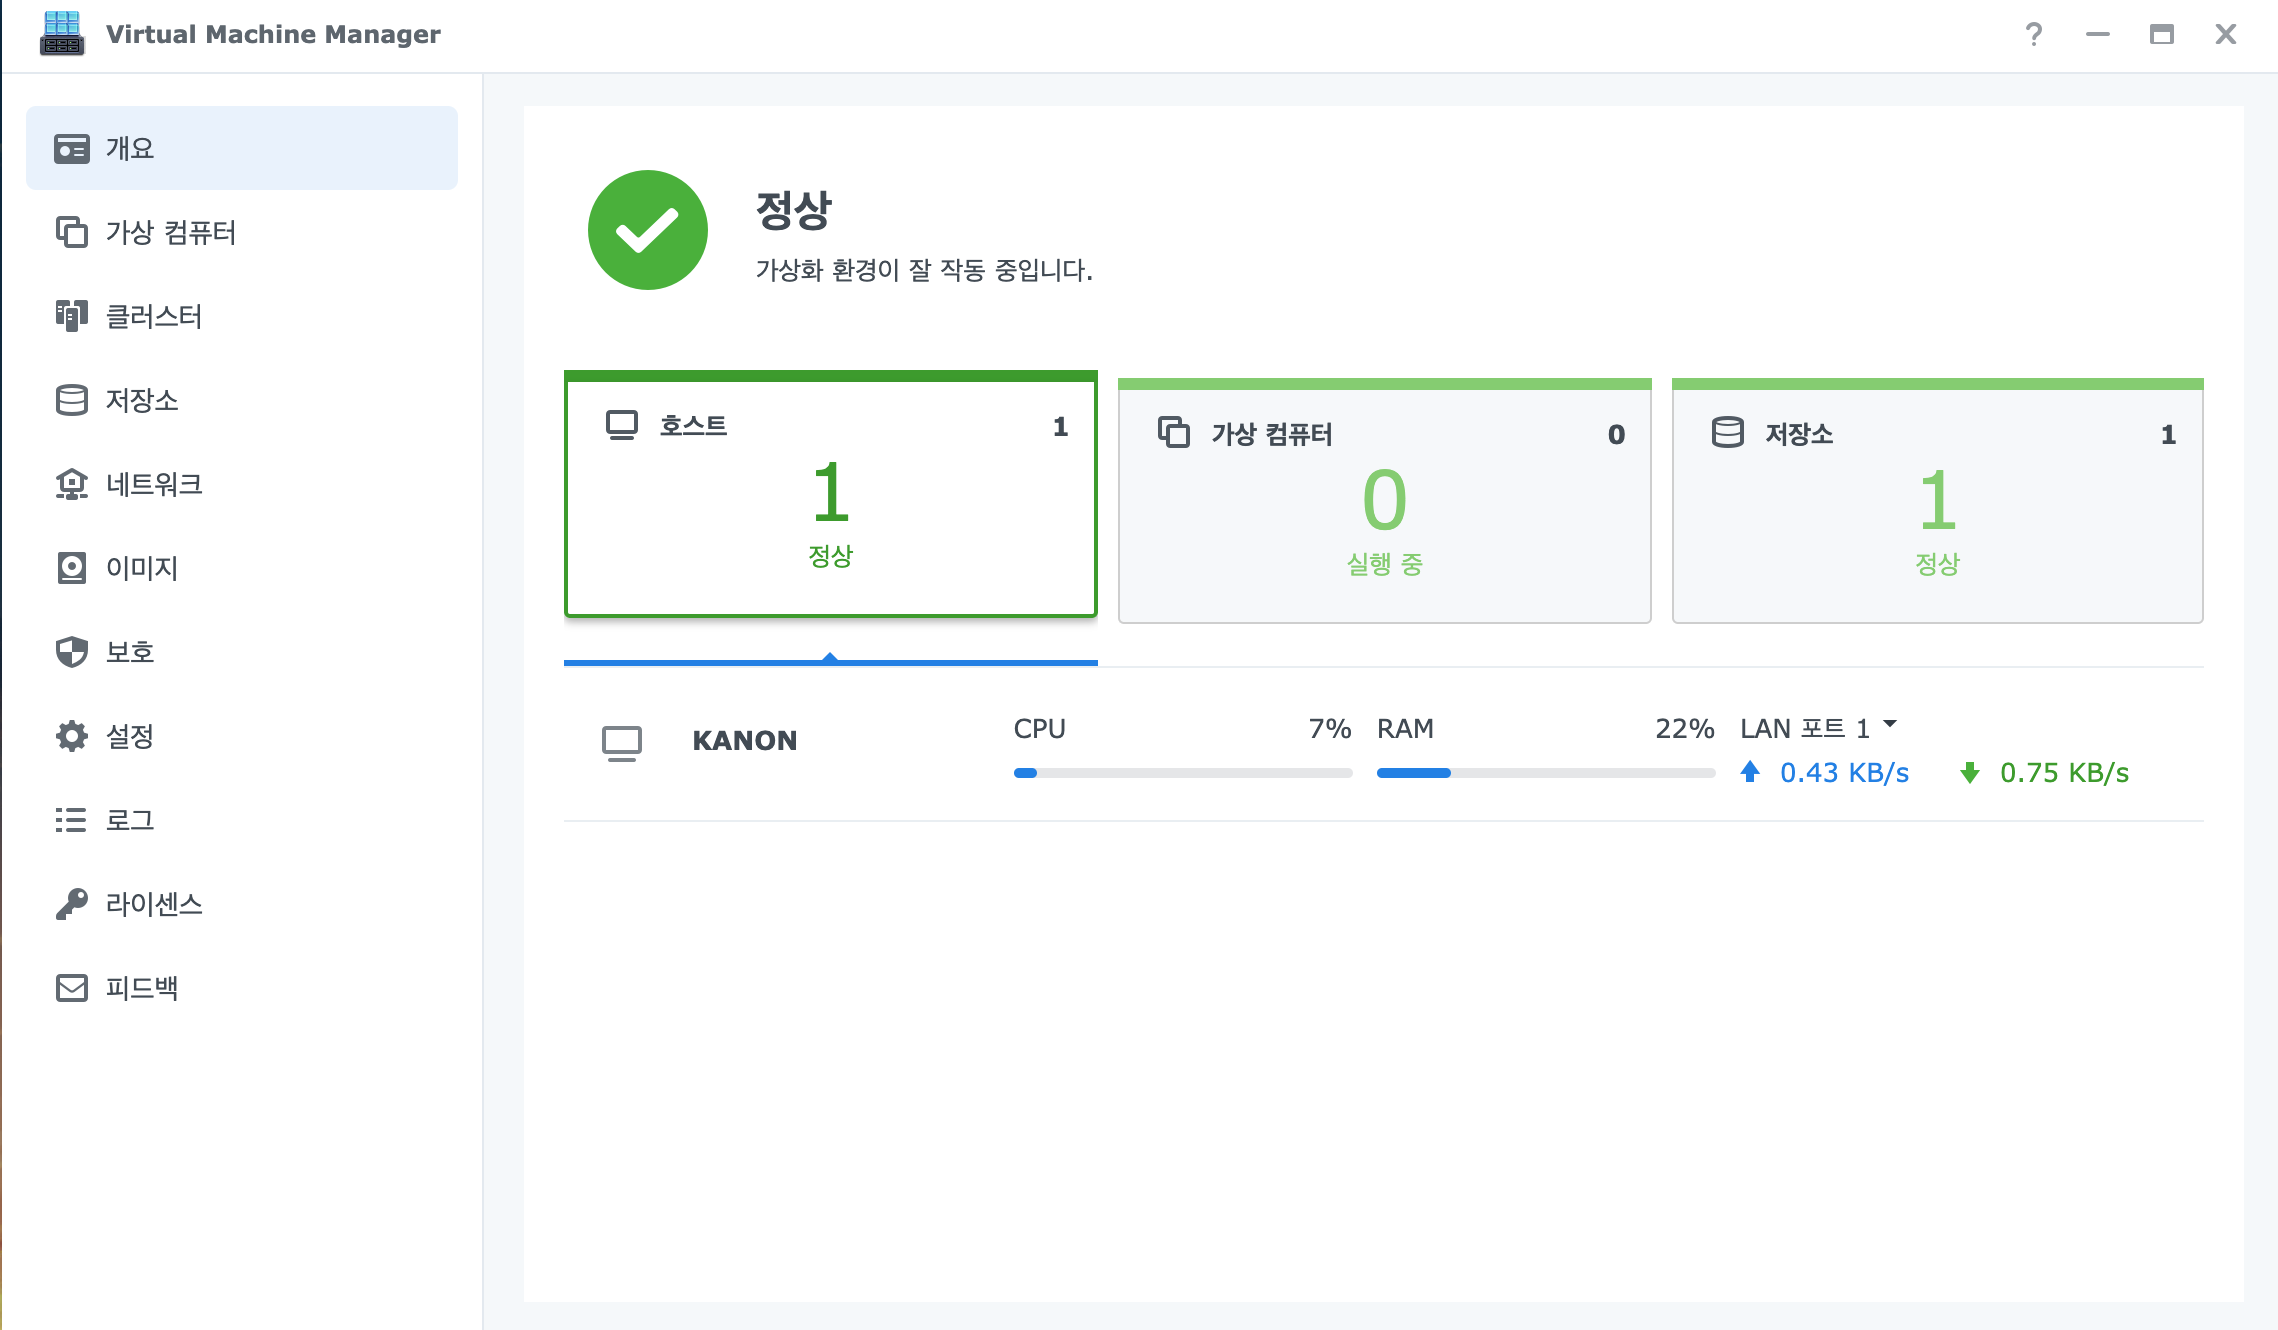 Virtual Machine Manager
?
개요
가상 컴퓨터
클러스터
저장소
네트워크
이미지
보호
설정
로그
라이센스
피드백
정상
가상화 환경이 잘 작동 중입니다.
호스트 1
1
정상
가상 컴퓨터 0
0
실행 중
저장소 1
1
정상
KANON
CPU 7%
RAM 22%
LAN 포트 1
0.43 KB/s 0.75 KB/s